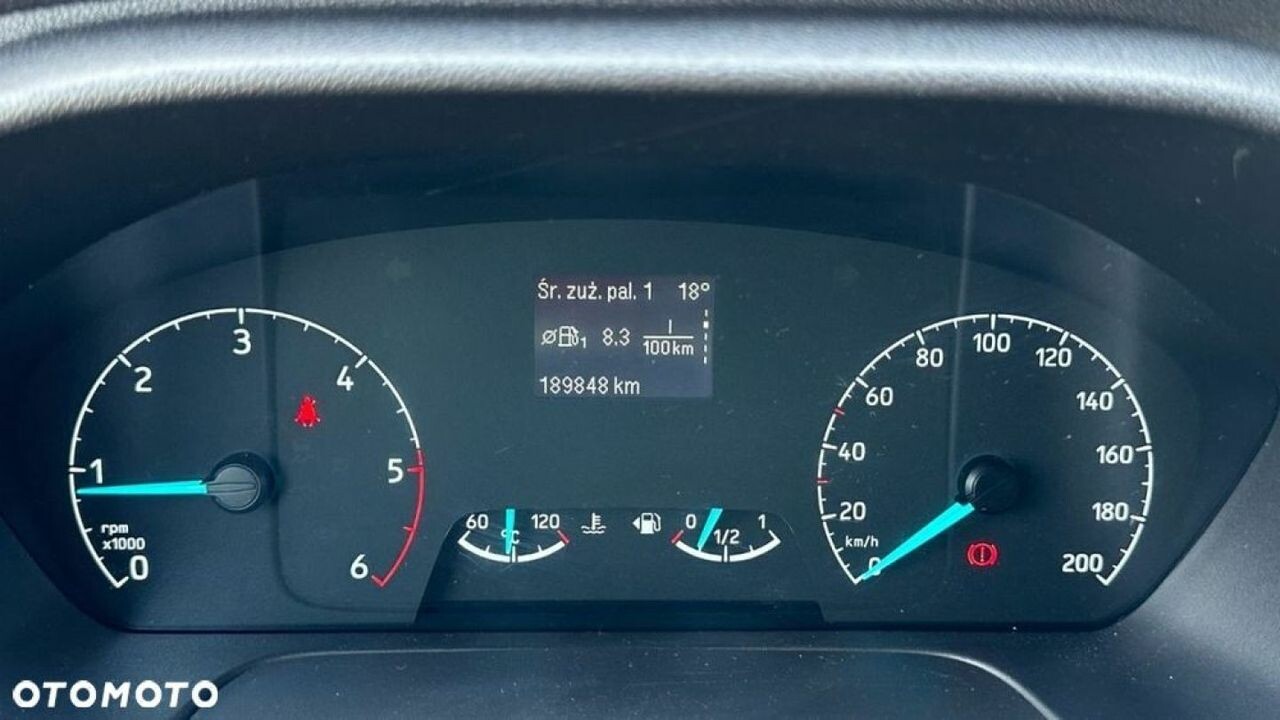 Śr. zuż. pal. 1 18°
ø 1 8.3 l/100km
189848 km
0 1 2 3 4 5 6
rpm
x1000
60 120
°C
0 1/2 1
0 20 40 60 80 100 120 140 160 180 200
km/h
OTOMOTO